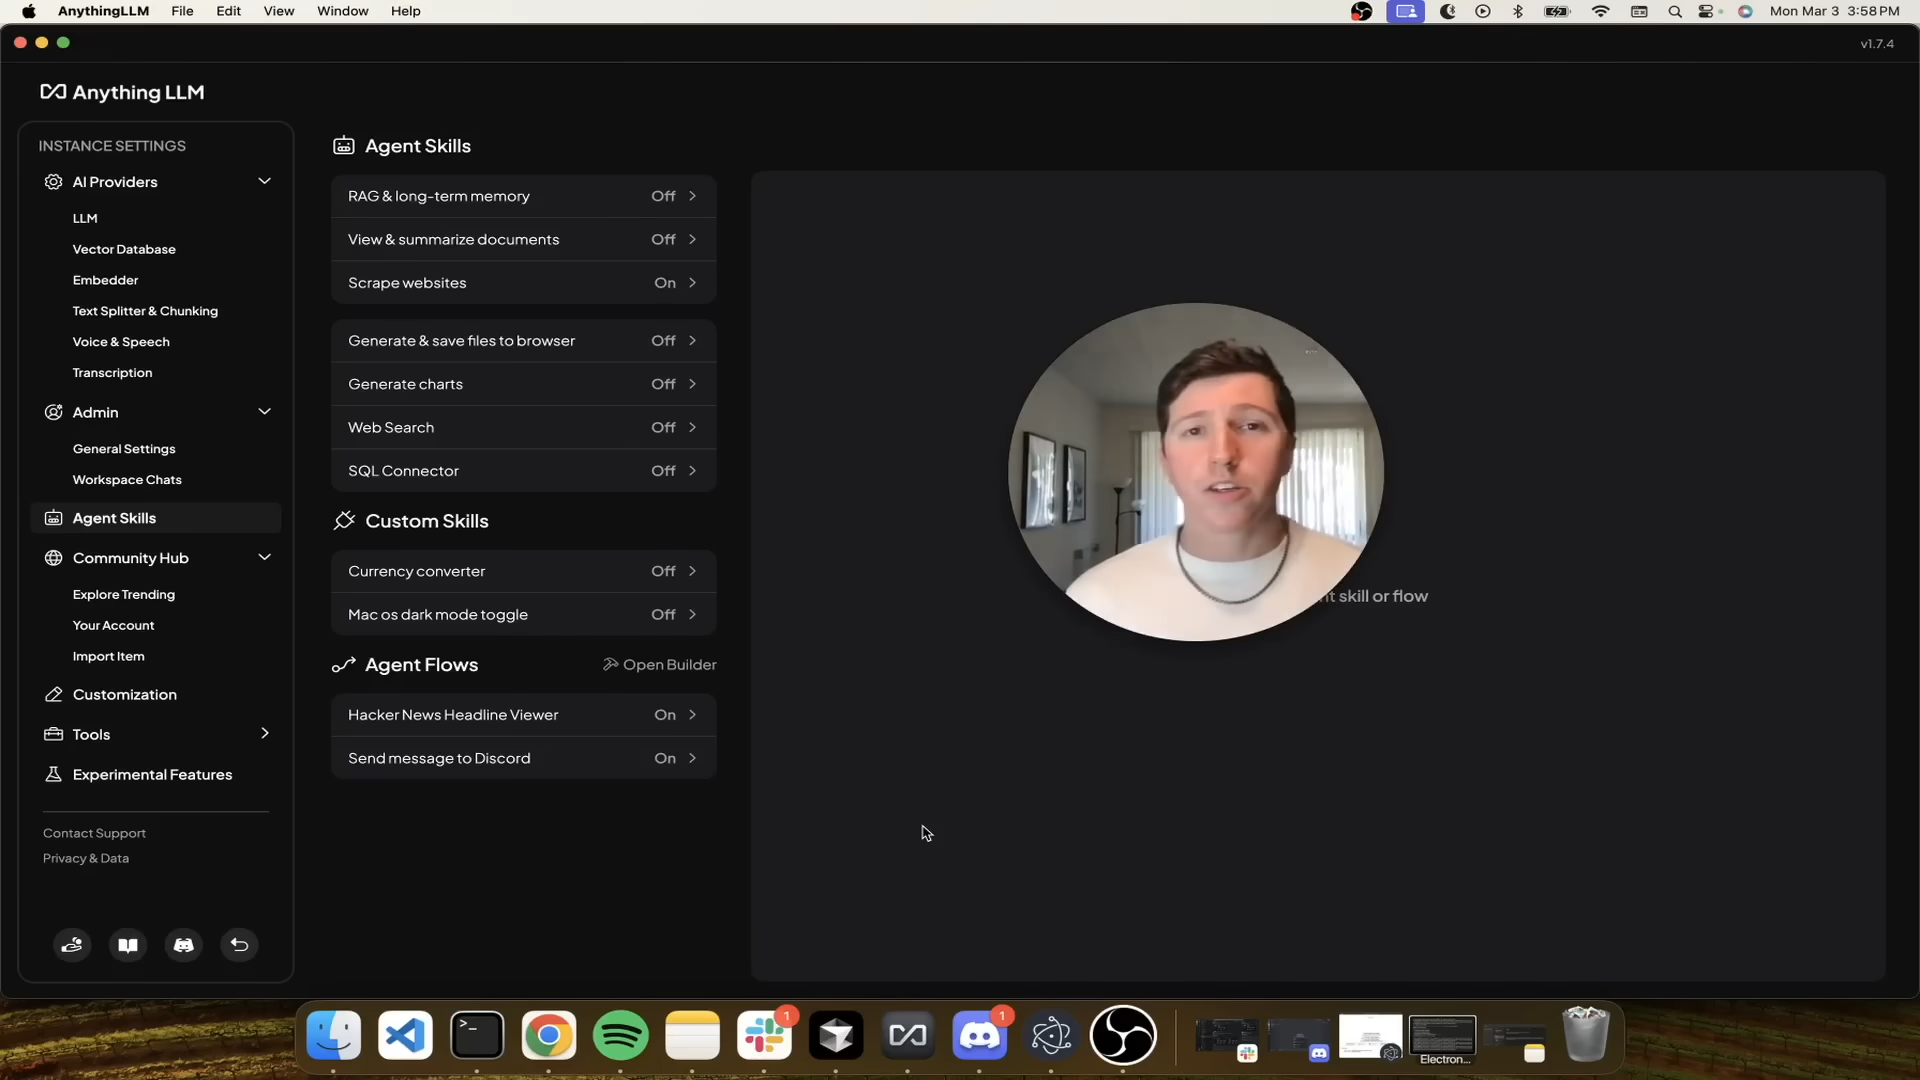 AnythingLLM File Edit View Window Help Mon Mar 3 3:58 PM
v1.7.4
Anything LLM
INSTANCE SETTINGS
AI Providers
LLM
Vector Database
Embedder
Text Splitter & Chunking
Voice & Speech
Transcription
Admin
General Settings
Workspace Chats
Agent Skills
Community Hub
Explore Trending
Your Account
Import Item
Customization
Tools
Experimental Features
Contact Support
Privacy & Data
Agent Skills
RAG & long-term memory Off
View & summarize documents Off
Scrape websites On
Generate & save files to browser Off
Generate charts Off
Web Search Off
SQL Connector Off
Custom Skills
Currency converter Off
Mac os dark mode toggle Off
Agent Flows Open Builder
Hacker News Headline Viewer On
Send message to Discord On
skill or flow
1
1
Electron...